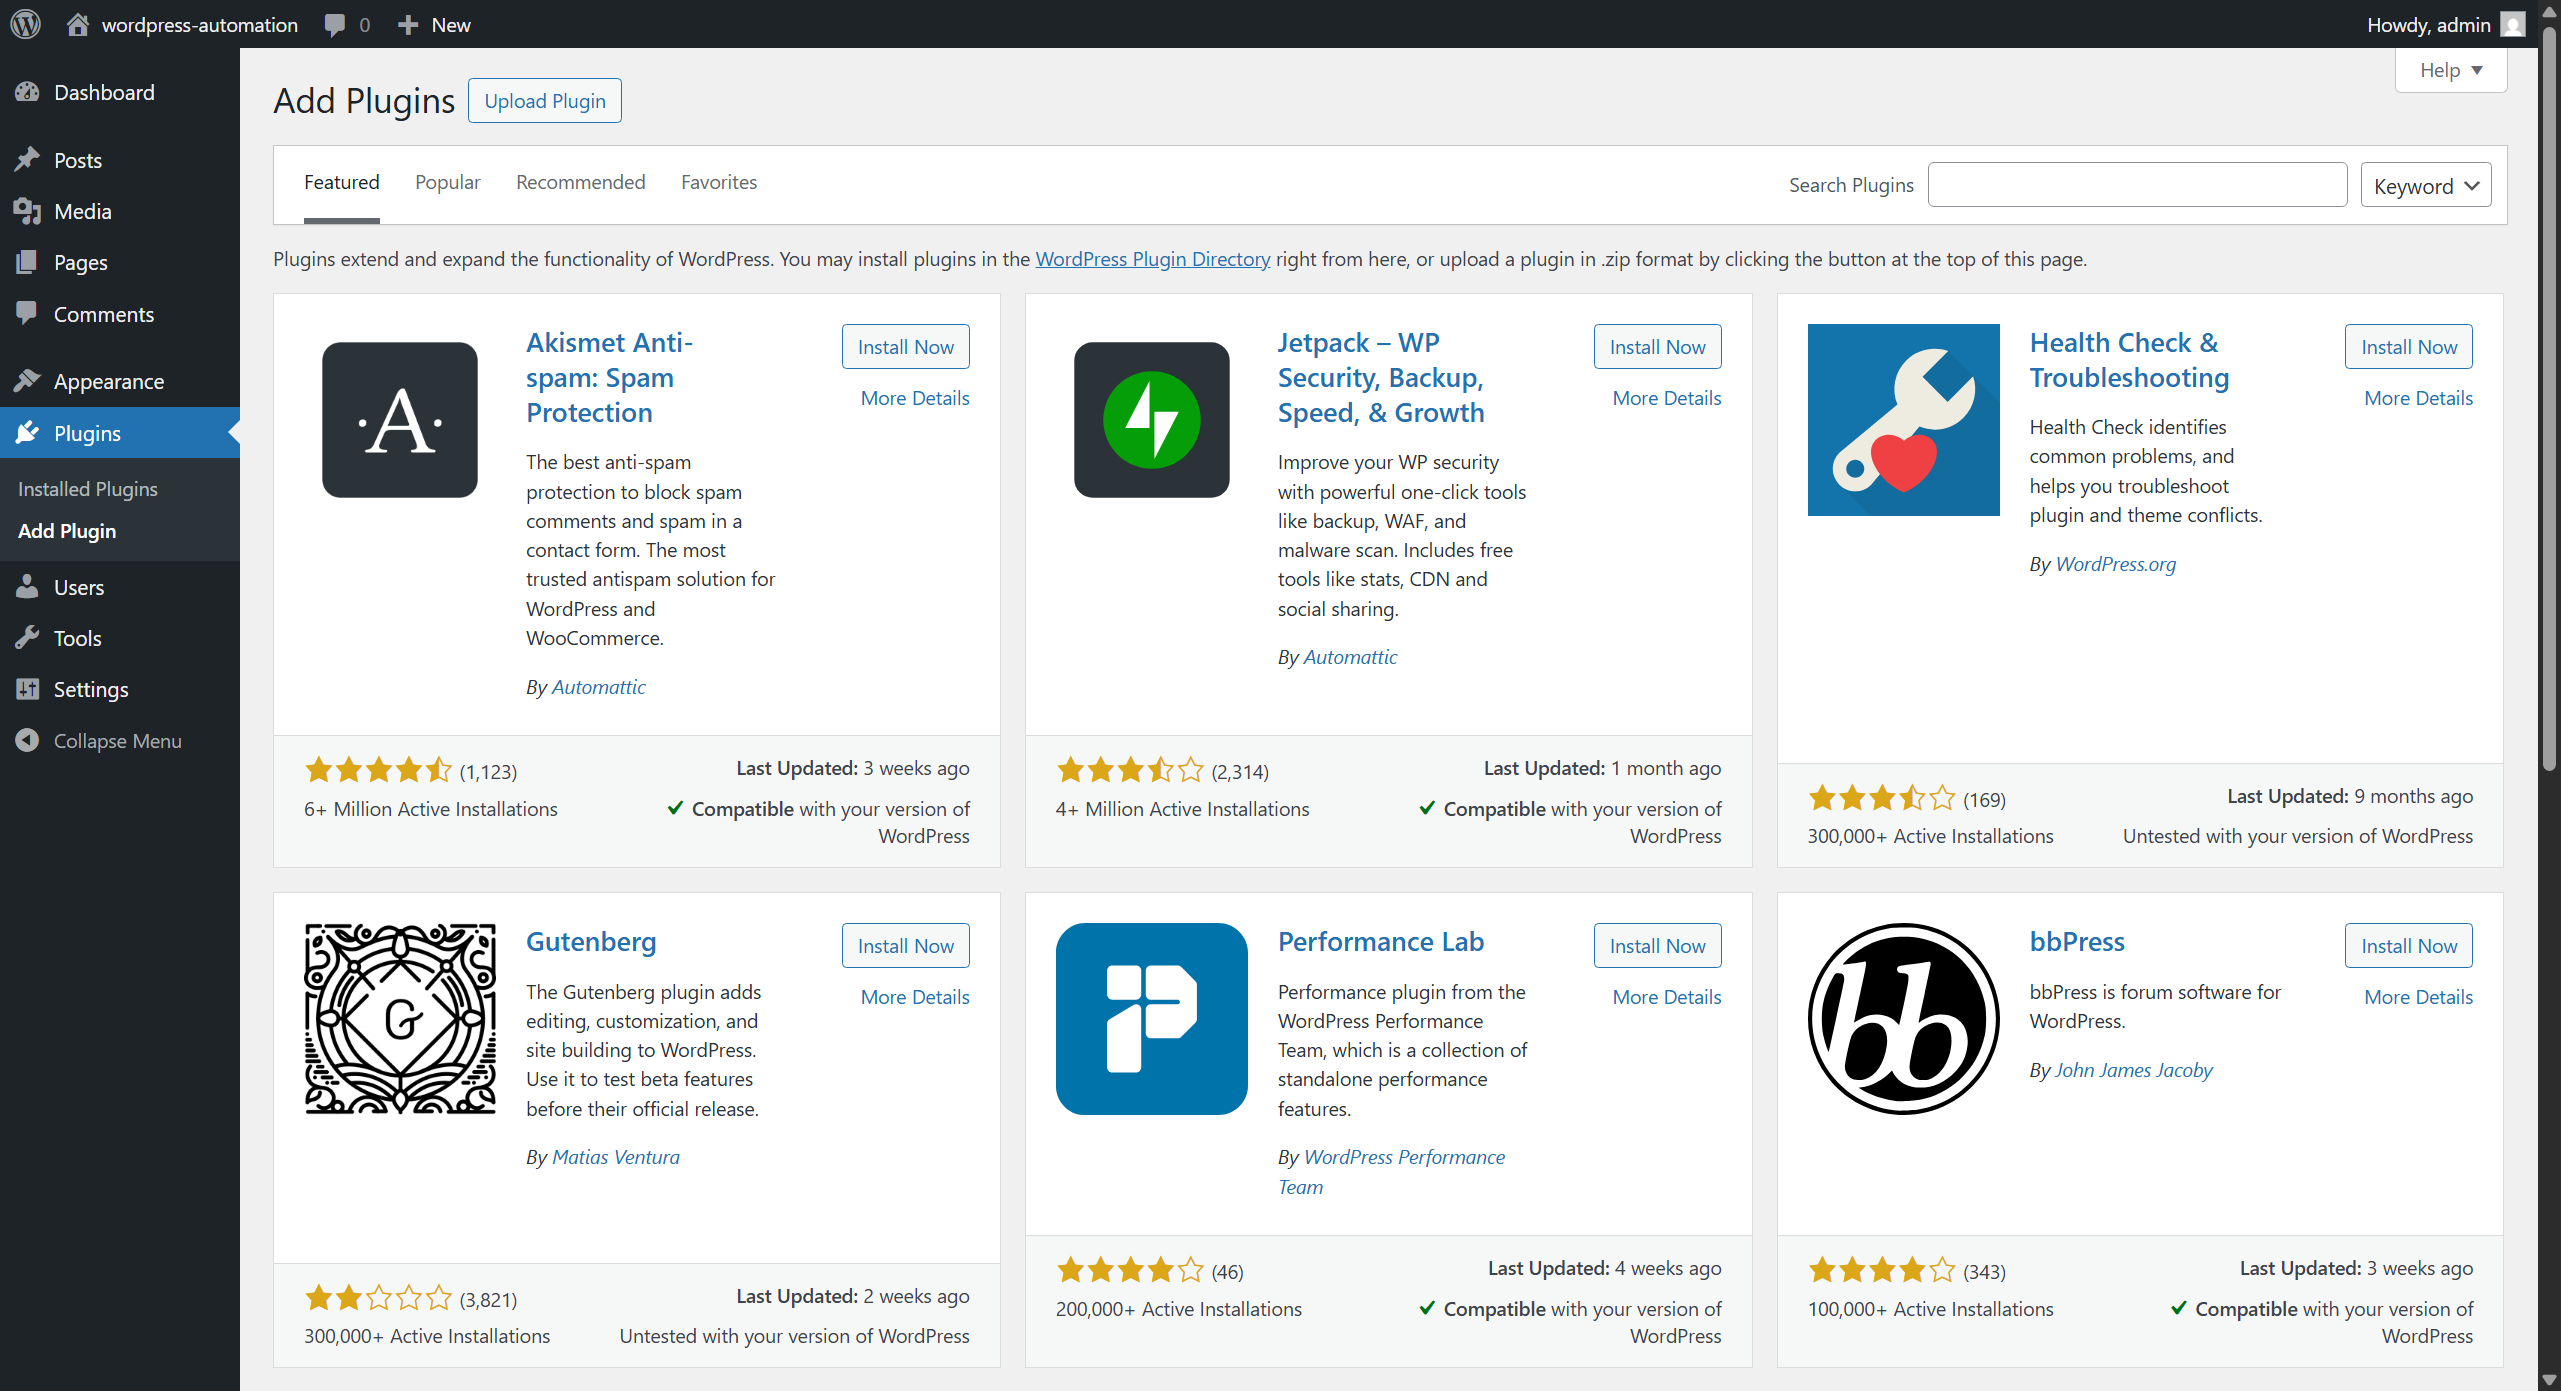 wordpress-automation
0
New
Howdy, admin
Dashboard
Posts
Media
Pages
Comments
Appearance
Plugins
Installed Plugins
Add Plugin
Users
Tools
Settings
Collapse Menu
Help
Add Plugins
Upload Plugin
Featured
Popular
Recommended
Favorites
Search Plugins
Keyword
Plugins extend and expand the functionality of WordPress. You may install plugins in the WordPress Plugin Directory right from here, or upload a plugin in .zip format by clicking the button at the top of this page.
·A·
Akismet Anti-
spam: Spam
Protection
Install Now
More Details
The best anti-spam
protection to block spam
comments and spam in a
contact form. The most
trusted antispam solution for
WordPress and
WooCommerce.
By Automattic
(1,123)
6+ Million Active Installations
Last Updated: 3 weeks ago
Compatible with your version of
WordPress
Jetpack – WP
Security, Backup,
Speed, & Growth
Install Now
More Details
Improve your WP security
with powerful one-click tools
like backup, WAF, and
malware scan. Includes free
tools like stats, CDN and
social sharing.
By Automattic
(2,314)
4+ Million Active Installations
Last Updated: 1 month ago
Compatible with your version of
WordPress
Health Check &
Troubleshooting
Install Now
More Details
Health Check identifies
common problems, and
helps you troubleshoot
plugin and theme conflicts.
By WordPress.org
(169)
300,000+ Active Installations
Last Updated: 9 months ago
Untested with your version of WordPress
G
Gutenberg
Install Now
More Details
The Gutenberg plugin adds
editing, customization, and
site building to WordPress.
Use it to test beta features
before their official release.
By Matias Ventura
(3,821)
300,000+ Active Installations
Last Updated: 2 weeks ago
Untested with your version of WordPress
Performance Lab
Install Now
More Details
Performance plugin from the
WordPress Performance
Team, which is a collection of
standalone performance
features.
By WordPress Performance
Team
(46)
200,000+ Active Installations
Last Updated: 4 weeks ago
Compatible with your version of
WordPress
bb
bbPress
Install Now
More Details
bbPress is forum software for
WordPress.
By John James Jacoby
(343)
100,000+ Active Installations
Last Updated: 3 weeks ago
Compatible with your version of
WordPress